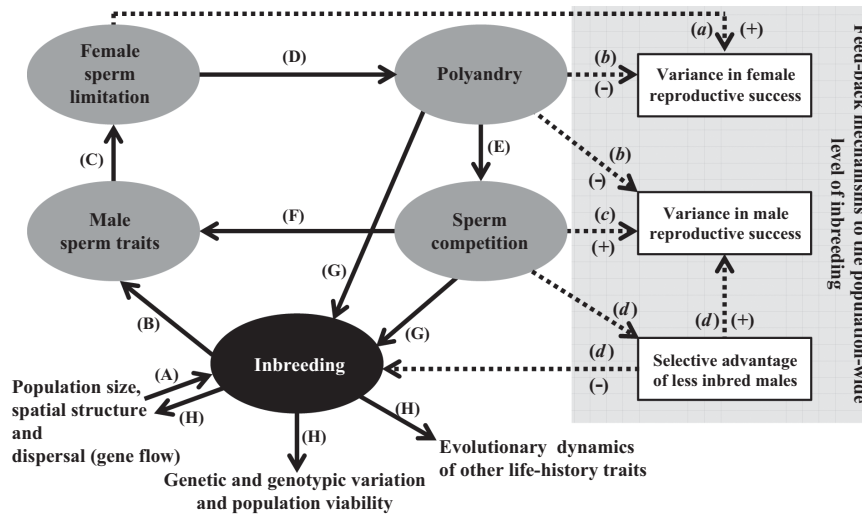 Female
sperm
limitation
(D)
Polyandry
(a)
(+)
(b)
(-)
Variance in female
reproductive success
(C)
(E)
(b)
(-)
Male
sperm traits
(F)
Sperm
competition
(c)
(+)
Variance in male
reproductive success
(G)
(B)
(G)
(d)
(d)
(+)
Inbreeding
(d)
(-)
Selective advantage
of less inbred males
(A)
(H)
Population size,
spatial structure
and
dispersal (gene flow)
(H)
(H)
Evolutionary dynamics
of other life-history traits
Genetic and genotypic variation
and population viability
Feed-back mechanisms to the population-wide
level of inbreeding